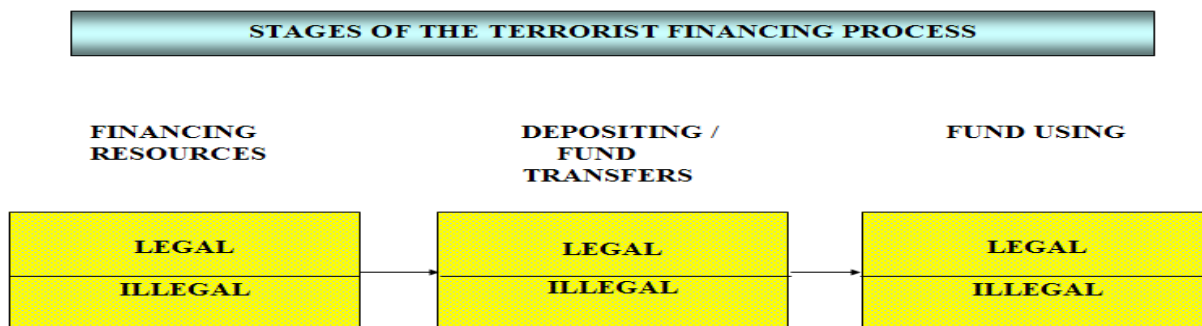 STAGES OF THE TERRORIST FINANCING PROCESS
FINANCING
RESOURCES
DEPOSITING /
FUND
TRANSFERS
FUND USING
LEGAL
ILLEGAL
LEGAL
ILLEGAL
LEGAL
ILLEGAL